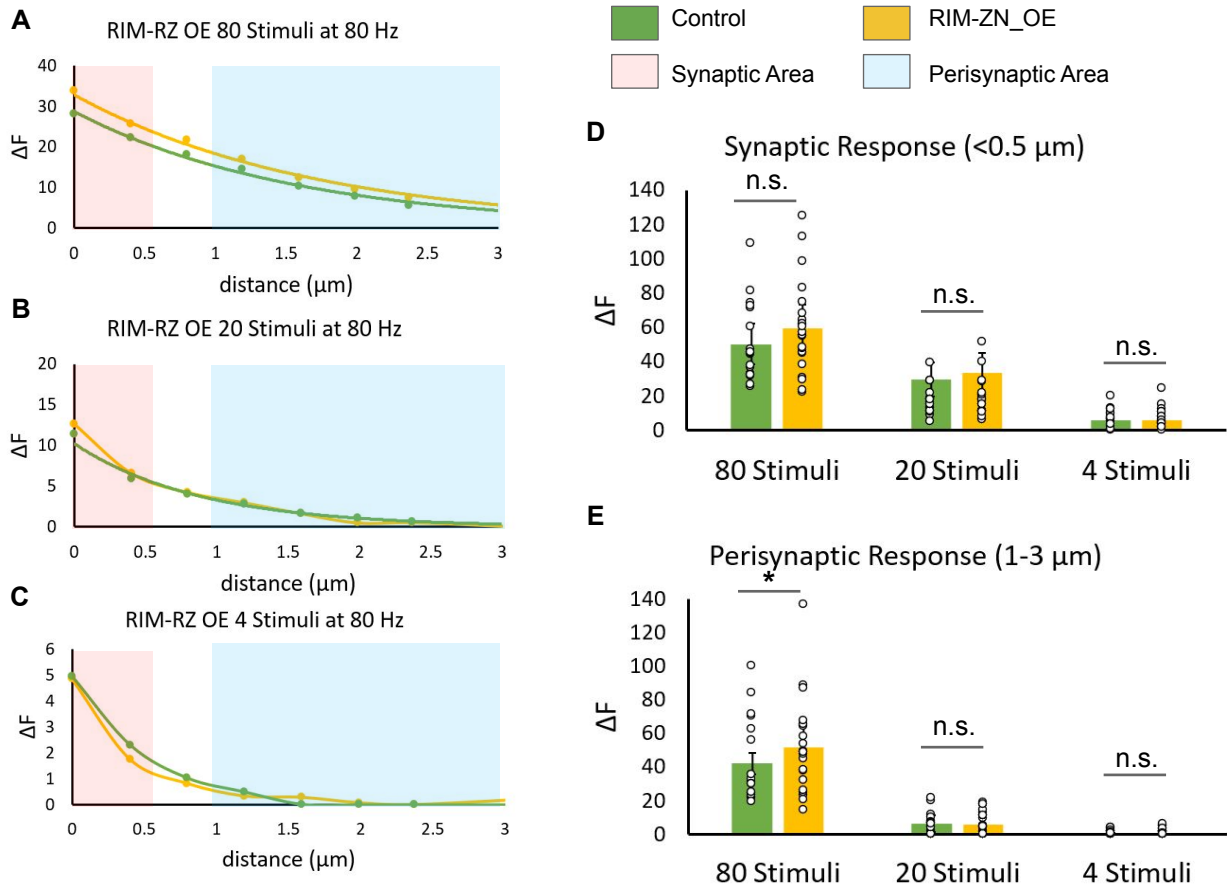 A
RIM-RZ OE 80 Stimuli at 80 Hz
ΔF
40
30
20
10
0
0 0.5 1 1.5 2 2.5 3
distance (μm)
B
RIM-RZ OE 20 Stimuli at 80 Hz
ΔF
20
15
10
5
0
0 0.5 1 1.5 2 2.5 3
distance (μm)
C
RIM-RZ OE 4 Stimuli at 80 Hz
ΔF
6
5
4
3
2
1
0
0 0.5 1 1.5 2 2.5 3
distance (μm)
Control RIM-ZN_OE
Synaptic Area Perisynaptic Area
D
Synaptic Response (<0.5 μm)
ΔF
140
120
100
80
60
40
20
0
n.s. n.s. n.s.
80 Stimuli 20 Stimuli 4 Stimuli
E
Perisynaptic Response (1-3 μm)
ΔF
140
120
100
80
60
40
20
0
* n.s. n.s.
80 Stimuli 20 Stimuli 4 Stimuli